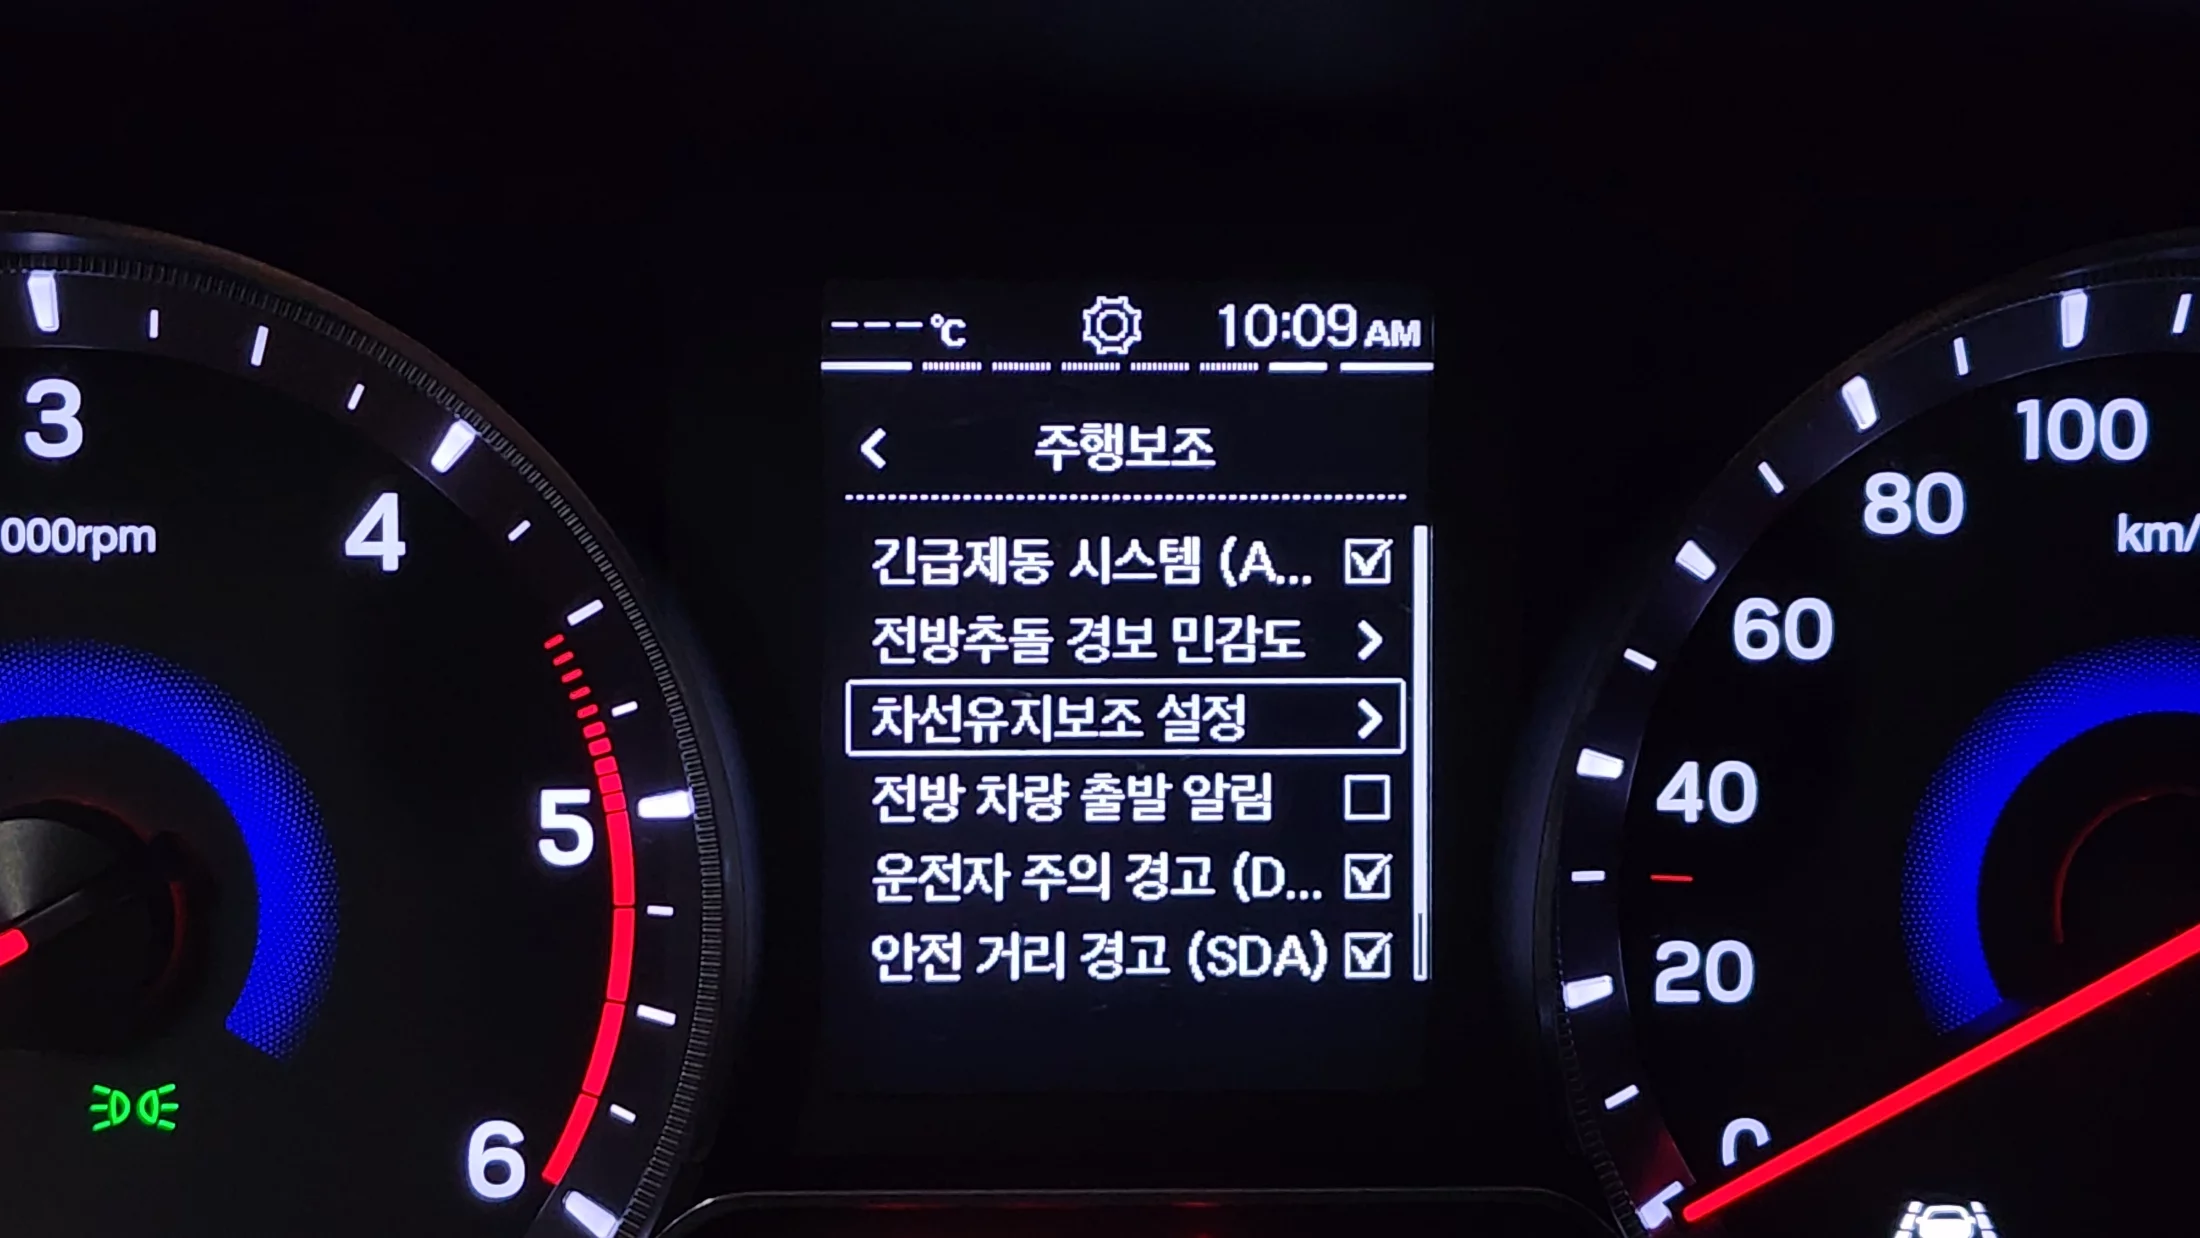 ---℃ 10:09 AM
주행보조
긴급제동 시스템 (A...
전방추돌 경보 민감도
차선유지보조 설정
전방 차량 출발 알림
운전자 주의 경고 (D...
안전 거리 경고 (SDA)
3
4
000rpm
5
6
100
80
km/
60
40
20
0